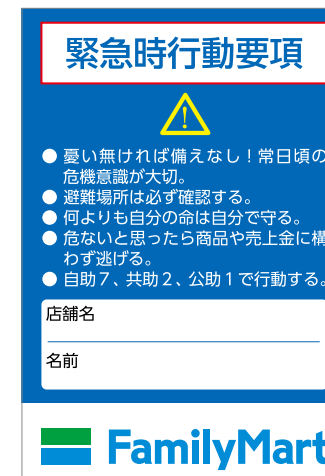 緊急時行動要項
● 憂い無ければ備えなし！常日頃の
危機意識が大切。
● 避難場所は必ず確認する。
● 何よりも自分の命は自分で守る。
● 危ないと思ったら商品や売上金に構
わず逃げる。
● 自助７、共助２、公助１で行動する。
店舗名
名前
FamilyMart